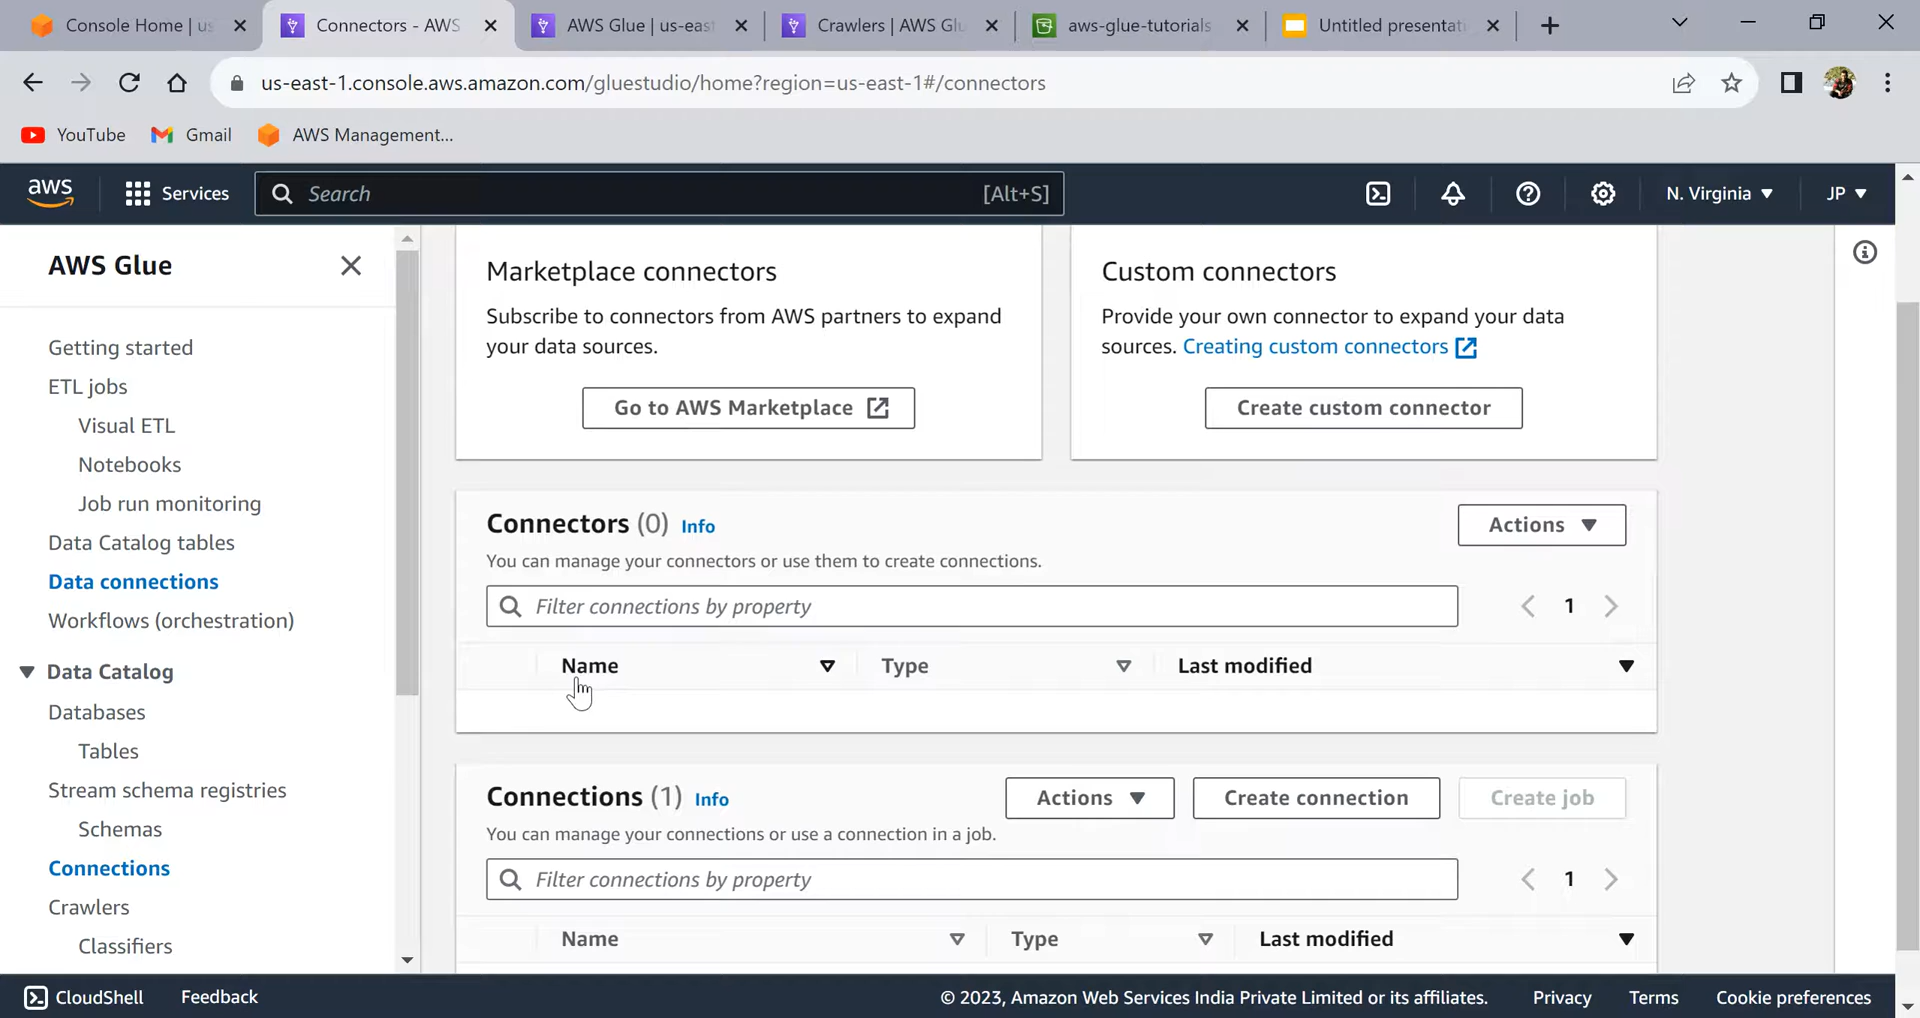 Console Home | us
Connectors - AWS
AWS Glue | us-east
Crawlers | AWS Glu
aws-glue-tutorials
Untitled presentati
us-east-1.console.aws.amazon.com/gluestudio/home?region=us-east-1#/connectors
YouTube
Gmail
AWS Management...
aws
Services
Search
[Alt+S]
N. Virginia
JP
AWS Glue
Getting started
ETL jobs
Visual ETL
Notebooks
Job run monitoring
Data Catalog tables
Data connections
Workflows (orchestration)
Data Catalog
Databases
Tables
Stream schema registries
Schemas
Connections
Crawlers
Classifiers
Marketplace connectors
Subscribe to connectors from AWS partners to expand
your data sources.
Go to AWS Marketplace
Custom connectors
Provide your own connector to expand your data
sources. Creating custom connectors
Create custom connector
Connectors (0) Info
Actions
You can manage your connectors or use them to create connections.
Filter connections by property
1
Name
Type
Last modified
Connections (1) Info
Actions
Create connection
Create job
You can manage your connections or use a connection in a job.
Filter connections by property
1
Name
Type
Last modified
CloudShell
Feedback
© 2023, Amazon Web Services India Private Limited or its affiliates.
Privacy
Terms
Cookie preferences